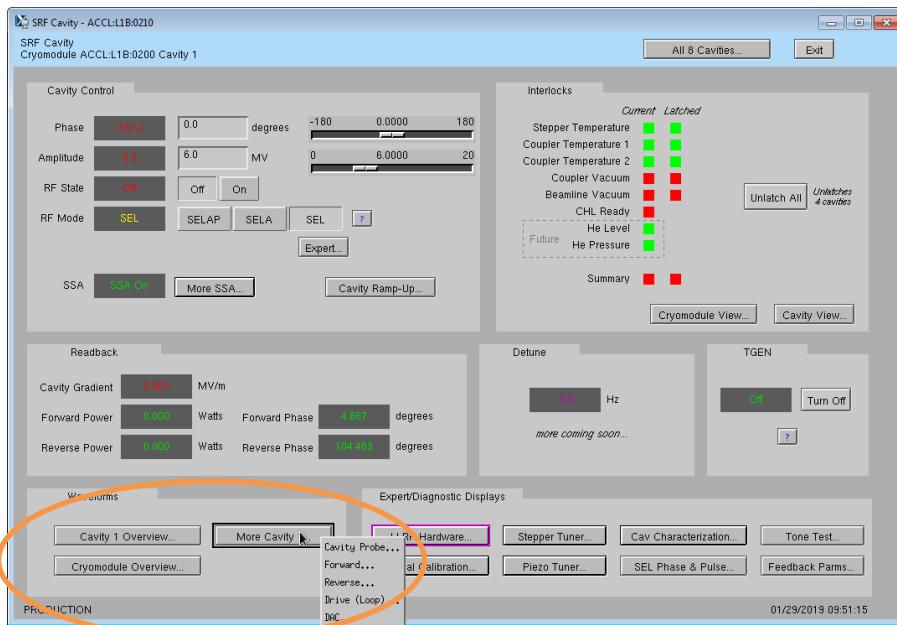 SRF Cavity - ACCL:L1B:0210
SRF Cavity
Cryomodule ACCL:L1B:0200 Cavity 1
All 8 Cavities...
Exit
Cavity Control
Phase -167.2 0.0 degrees -180 0.0000 180
Amplitude 0.0 6.0 MV 0 6.0000 20
RF State Off Off On
RF Mode SEL SELAP SELA SEL ?
Expert...
SSA SSA On More SSA... Cavity Ramp-Up...
Interlocks
Current Latched
Stepper Temperature
Coupler Temperature 1
Coupler Temperature 2
Coupler Vacuum
Beamline Vacuum
CHL Ready
Future
He Level
He Pressure
Summary
Unlatch All
Unlatches
4 cavities
Cryomodule View... Cavity View...
Readback
Cavity Gradient 0.003 MV/m
Forward Power 0.000 Watts Forward Phase 4.667 degrees
Reverse Power 0.000 Watts Reverse Phase 104.469 degrees
Detune
Hz
more coming soon...
TGEN
Off Turn Off
?
Waveforms
Cavity 1 Overview... More Cavity
Cryomodule Overview...
Cavity Probe...
Forward...
Reverse...
Drive (Loop)...
DAC
Expert/Diagnostic Displays
Hardware... Stepper Tuner... Cav Characterization... Tone Test...
Calibration... Piezo Tuner... SEL Phase & Pulse... Feedback Parms...
PRODUCTION
01/29/2019 09:51:15